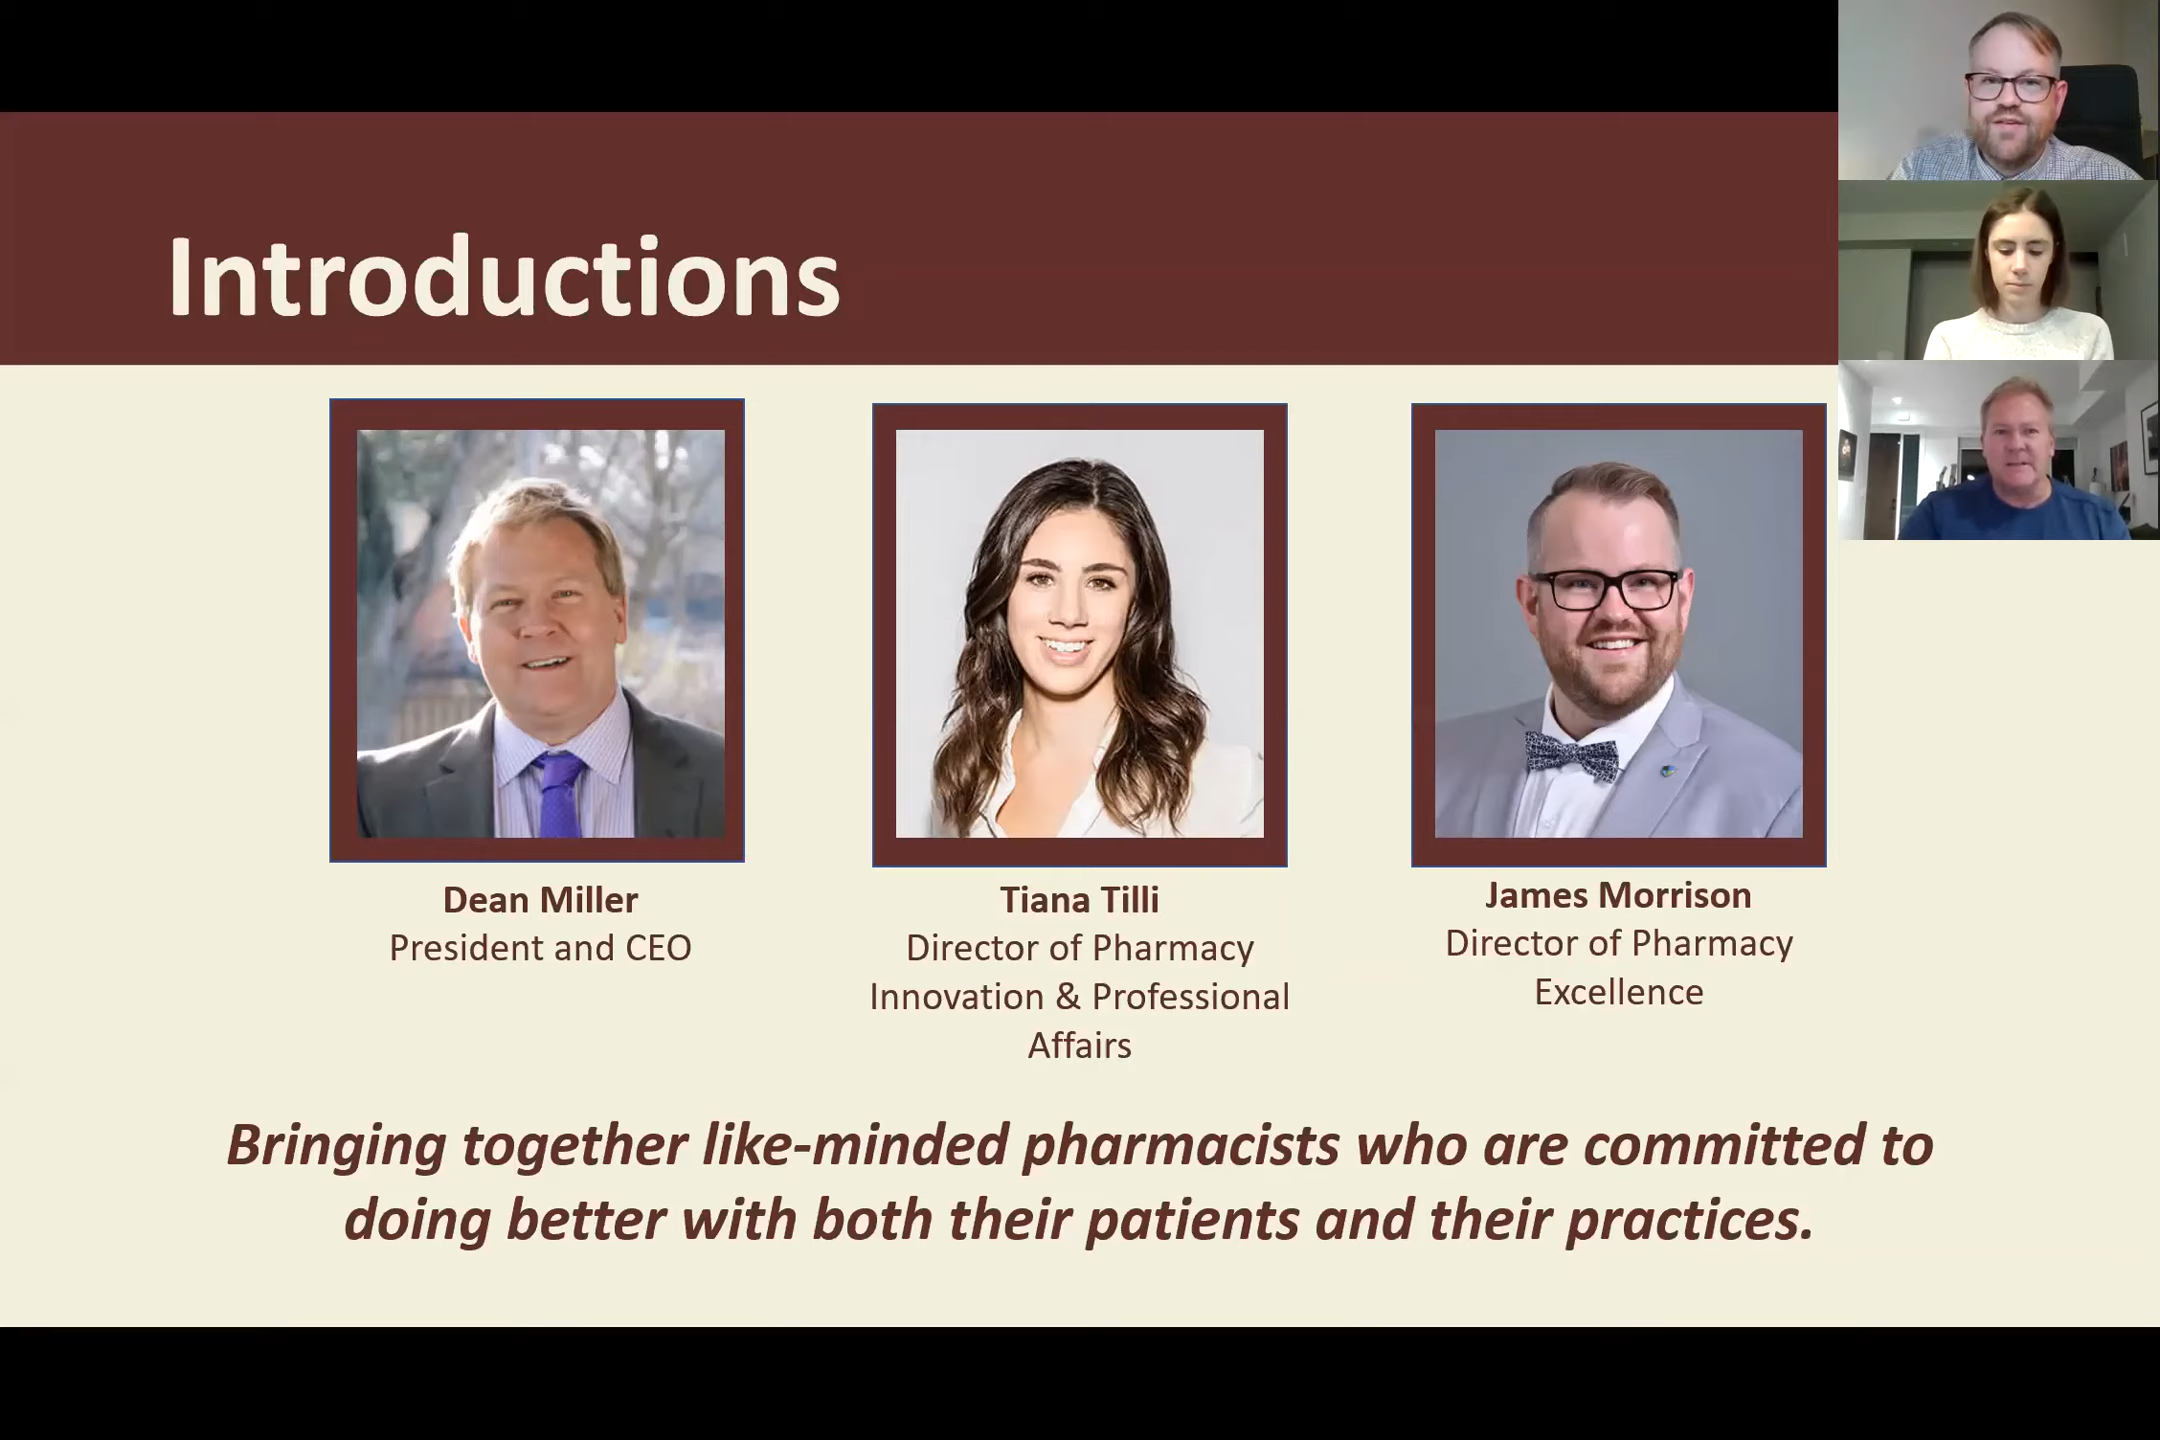 Introductions
Dean Miller
President and CEO
Tiana Tilli
Director of Pharmacy
Innovation & Professional
Affairs
James Morrison
Director of Pharmacy
Excellence
Bringing together like-minded pharmacists who are committed to
doing better with both their patients and their practices.